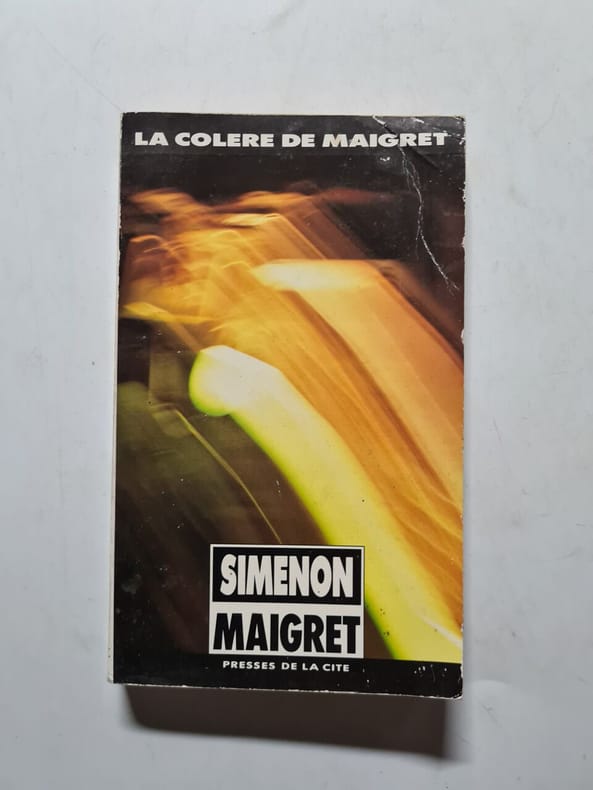 LA COLERE DE MAIGRET
SIMENON
MAIGRET
PRESSES DE LA CITE